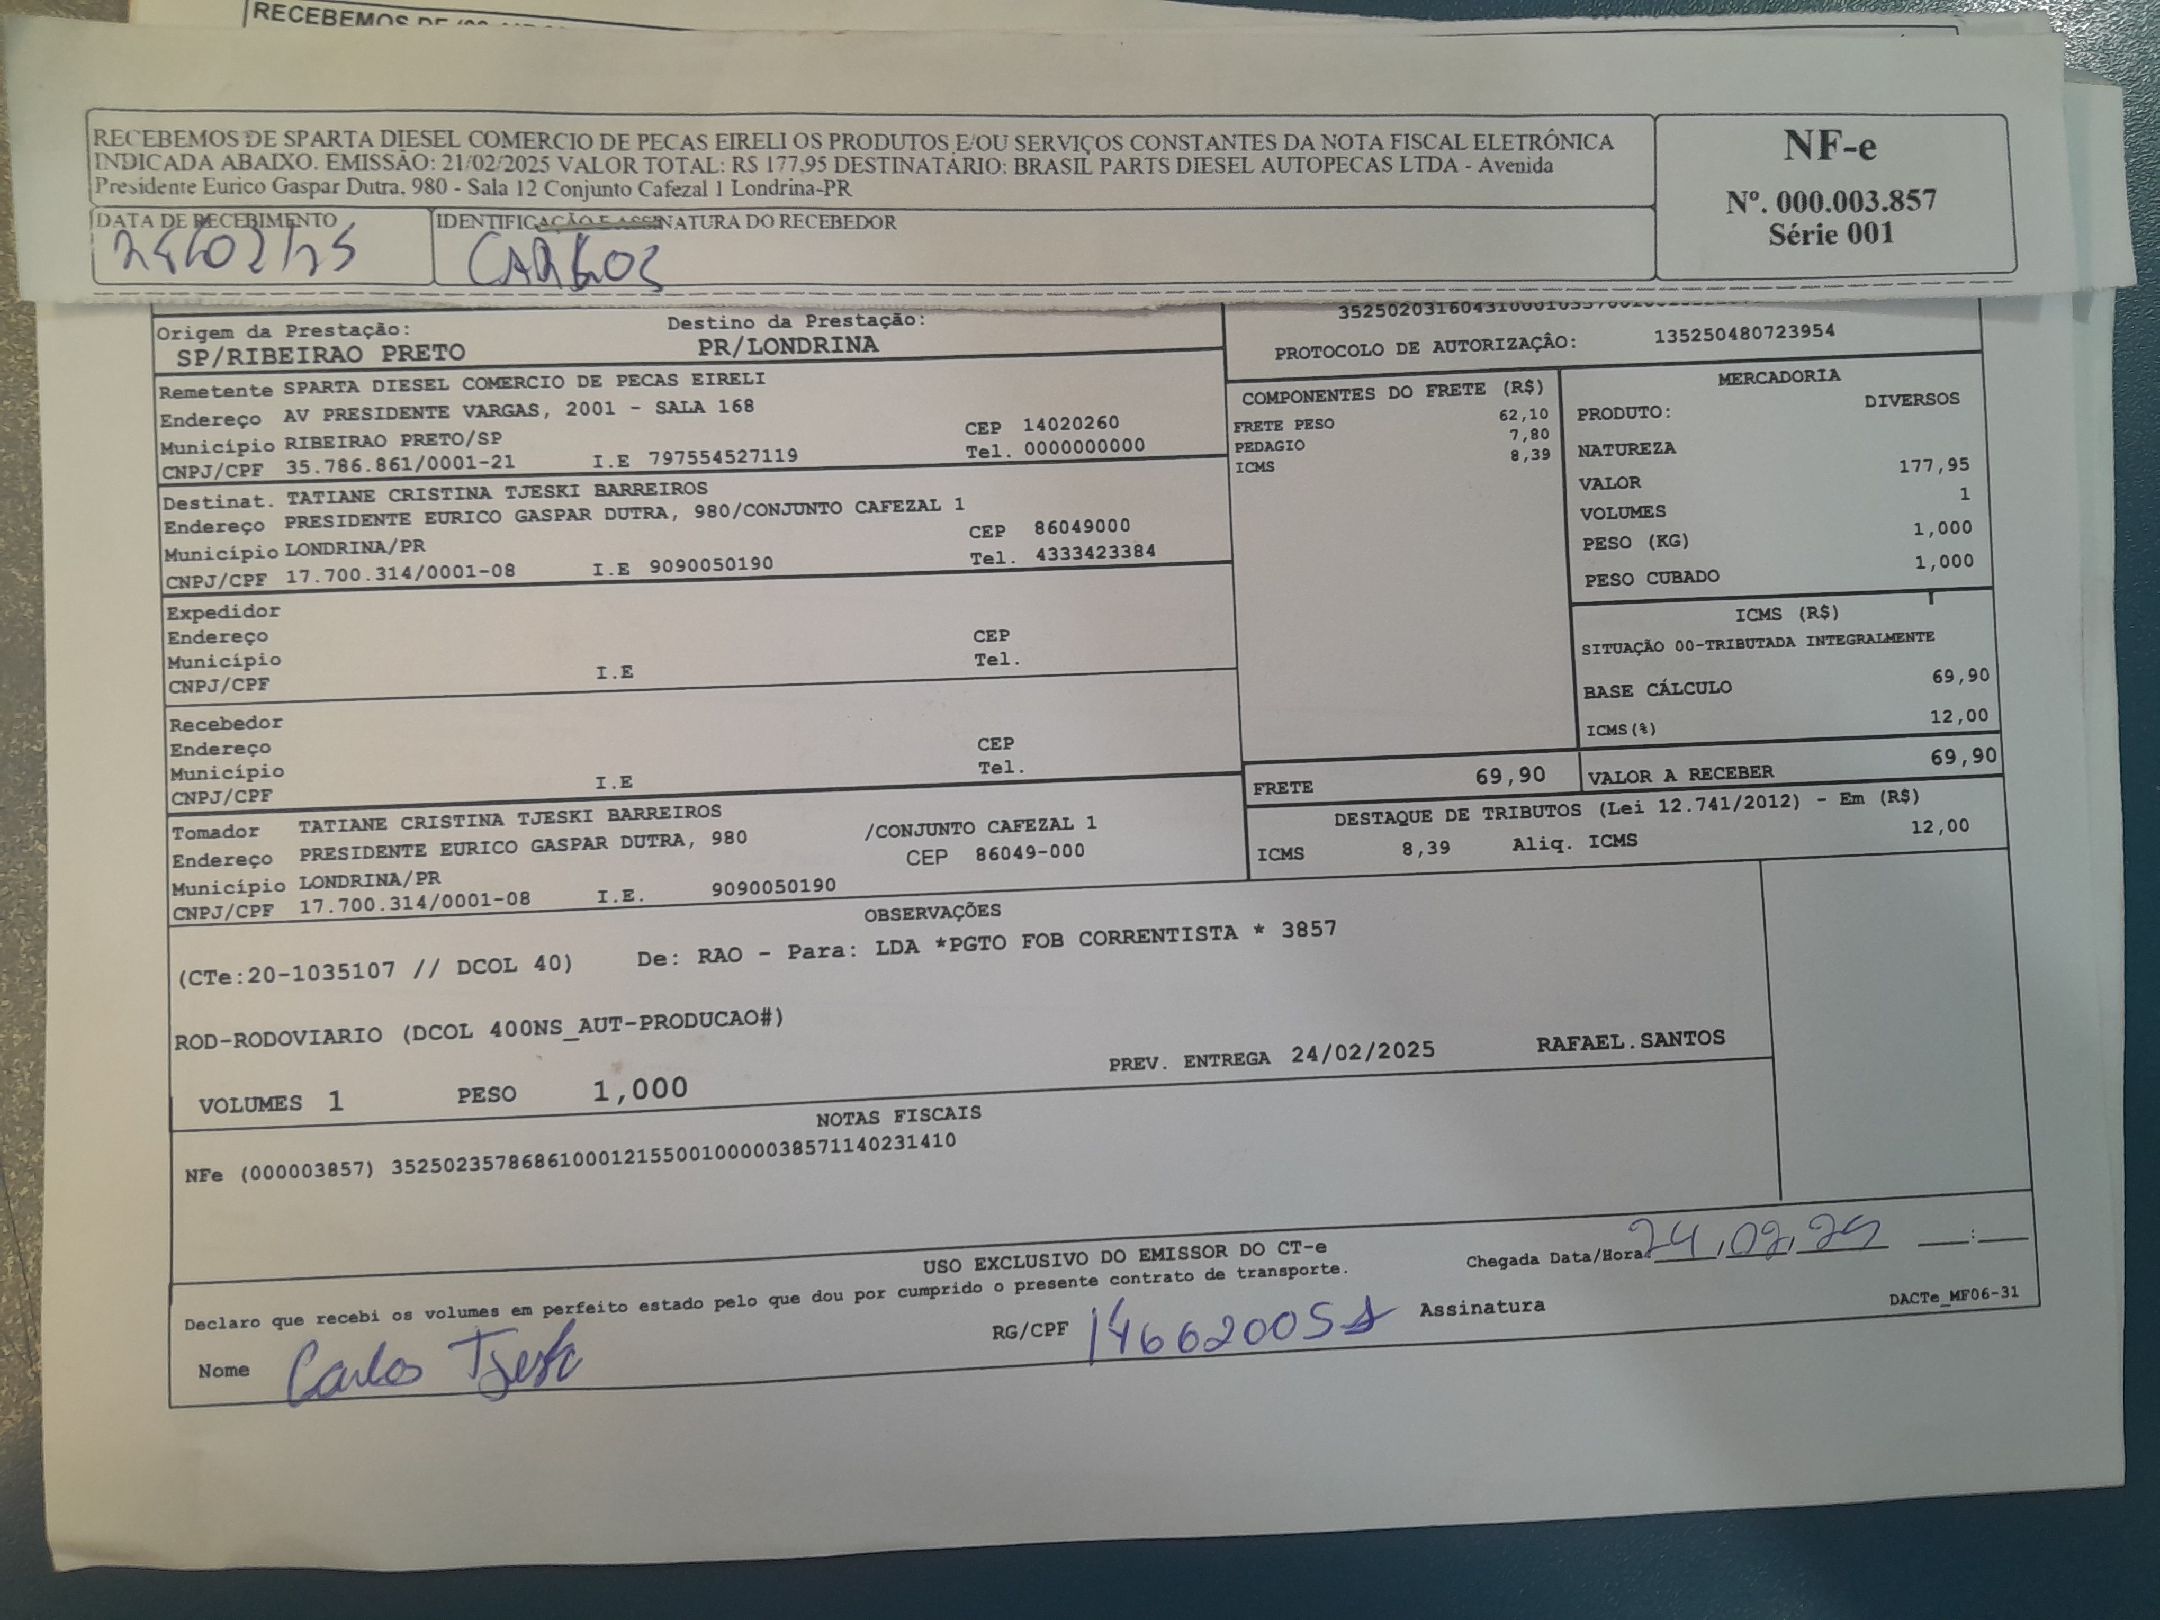 RECEBEMOS DE
RECEBEMOS DE SPARTA DIESEL COMERCIO DE PECAS EIRELI OS PRODUTOS E/OU SERVIÇOS CONSTANTES DA NOTA FISCAL ELETRÔNICA
INDICADA ABAIXO. EMISSÃO: 21/02/2025 VALOR TOTAL: R$ 177,95 DESTINATÁRIO: BRASIL PARTS DIESEL AUTOPECAS LTDA - Avenida
Presidente Eurico Gaspar Dutra, 980 - Sala 12 Conjunto Cafezal 1 Londrina-PR
NF-e
Nº. 000.003.857
Série 001
DATA DE RECEBIMENTO
IDENTIFICAÇÃO E ASSINATURA DO RECEBEDOR
CARLOS
Origem da Prestação: Destino da Prestação:
SP/RIBEIRAO PRETO PR/LONDRINA
PROTOCOLO DE AUTORIZAÇÃO: 135250480723954
Remetente SPARTA DIESEL COMERCIO DE PECAS EIRELI
Endereço AV PRESIDENTE VARGAS, 2001 - SALA 168
Município RIBEIRAO PRETO/SP CEP 14020260
CNPJ/CPF 35.786.861/0001-21 I.E 797554527119 Tel. 0000000000
Destinat. TATIANE CRISTINA TJESKI BARREIROS
Endereço PRESIDENTE EURICO GASPAR DUTRA, 980/CONJUNTO CAFEZAL 1
Município LONDRINA/PR CEP 86049000
CNPJ/CPF 17.700.314/0001-08 I.E 9090050190 Tel. 4333423384
Expedidor
Endereço CEP
Município Tel.
CNPJ/CPF I.E
Recebedor
Endereço CEP
Município Tel.
CNPJ/CPF I.E
Tomador TATIANE CRISTINA TJESKI BARREIROS
Endereço PRESIDENTE EURICO GASPAR DUTRA, 980 /CONJUNTO CAFEZAL 1
Município LONDRINA/PR CEP 86049-000
CNPJ/CPF 17.700.314/0001-08 I.E. 9090050190
COMPONENTES DO FRETE (R$)
FRETE PESO 62,10
PEDAGIO 7,80
ICMS 8,39
MERCADORIA
PRODUTO: DIVERSOS
NATUREZA
VALOR 177,95
VOLUMES 1
PESO (KG) 1,000
PESO CUBADO 1,000
ICMS (R$)
SITUAÇÃO 00-TRIBUTADA INTEGRALMENTE
BASE CÁLCULO 69,90
ICMS(%) 12,00
FRETE 69,90 VALOR A RECEBER 69,90
DESTAQUE DE TRIBUTOS (Lei 12.741/2012) - Em (R$)
ICMS 8,39 Aliq. ICMS 12,00
OBSERVAÇÕES
(CTe:20-1035107 // DCOL 40) De: RAO - Para: LDA *PGTO FOB CORRENTISTA * 3857
ROD-RODOVIARIO (DCOL 400NS_AUT-PRODUCAO#)
PREV. ENTREGA 24/02/2025 RAFAEL.SANTOS
VOLUMES 1 PESO 1,000
NOTAS FISCAIS
NFe (000003857) 35250235786861000121550010000038571140231410
USO EXCLUSIVO DO EMISSOR DO CT-e
Declaro que recebi os volumes em perfeito estado pelo que dou por cumprido o presente contrato de transporte.
Chegada Data/Hora: 24,02,25 :
Nome Carlos RG/CPF Assinatura
DACTe_MF06-31